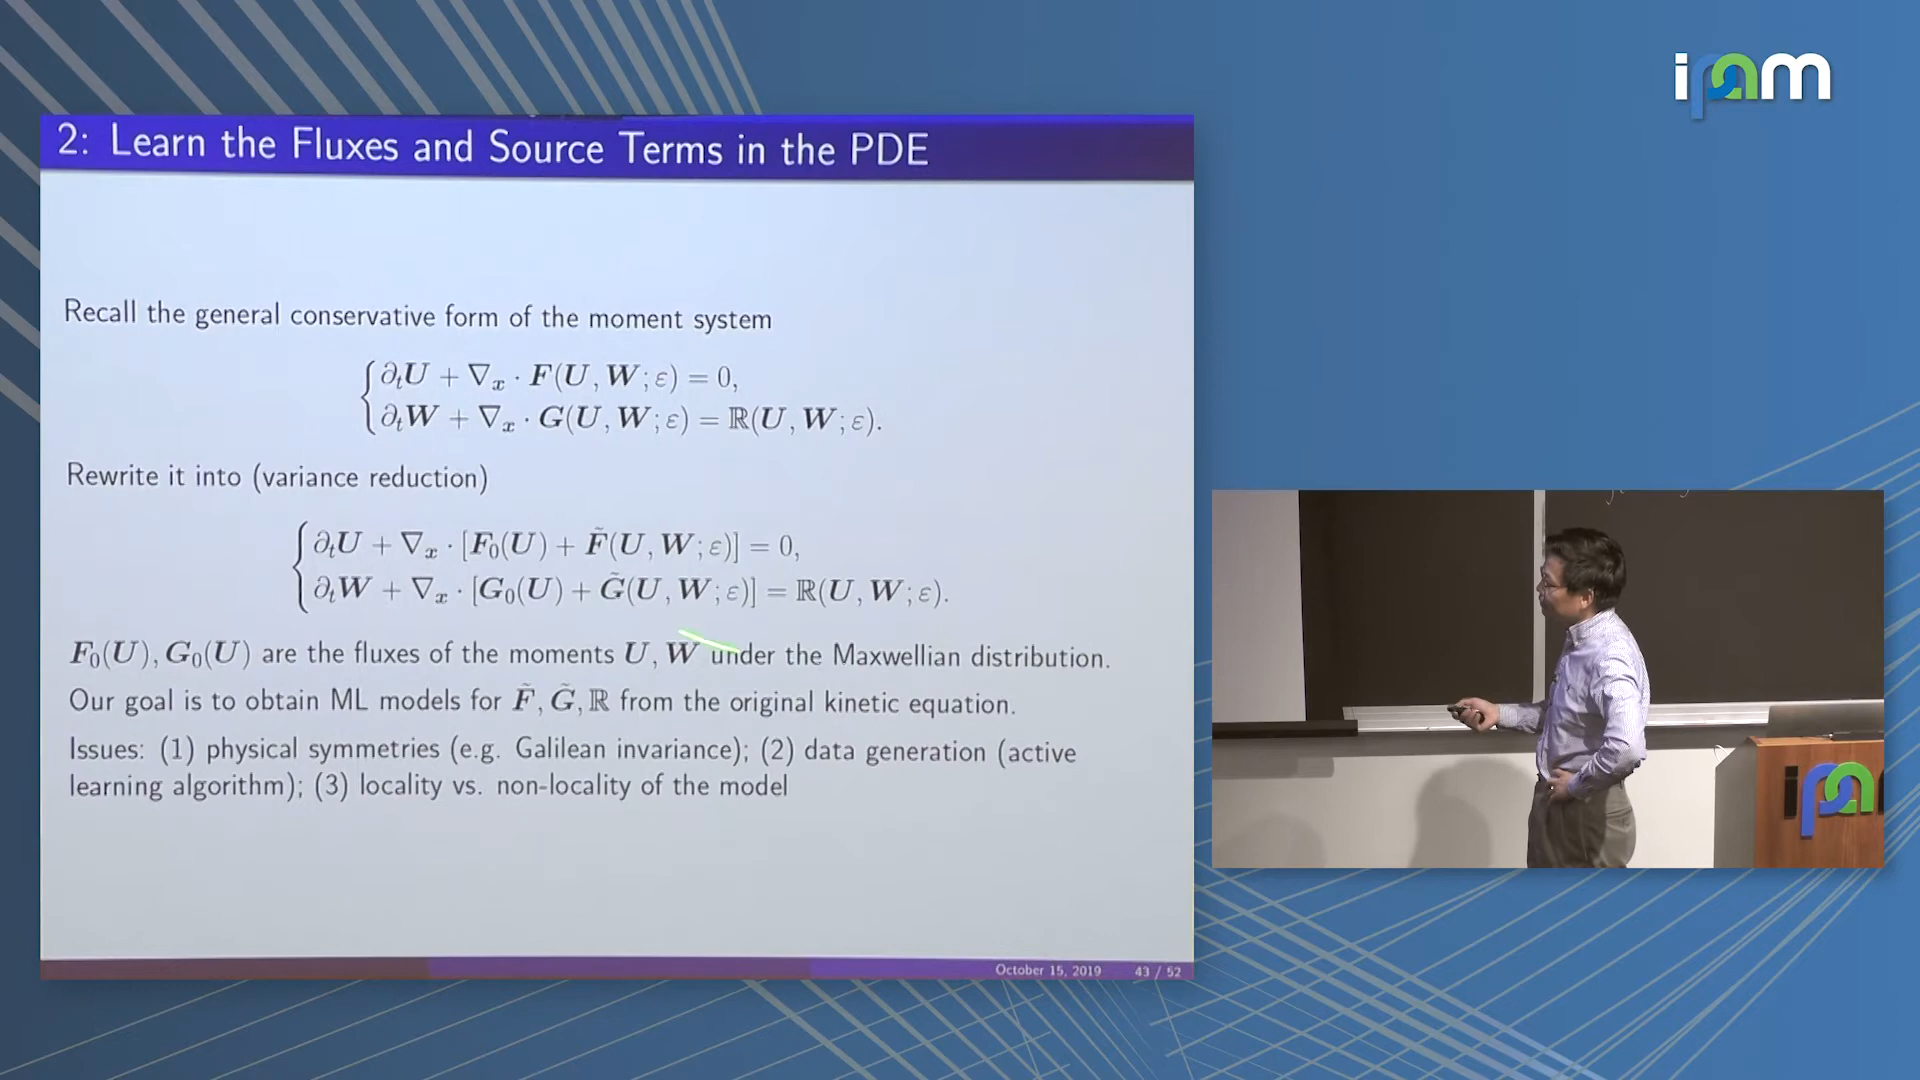 ipam
2: Learn the Fluxes and Source Terms in the PDE
Recall the general conservative form of the moment system
∂ₜU + ∇ₓ · F(U, W; ε) = 0,
∂ₜW + ∇ₓ · G(U, W; ε) = ℝ(U, W; ε).
Rewrite it into (variance reduction)
∂ₜU + ∇ₓ · [F₀(U) + F̃(U, W; ε)] = 0,
∂ₜW + ∇ₓ · [G₀(U) + G̃(U, W; ε)] = ℝ(U, W; ε).
F₀(U), G₀(U) are the fluxes of the moments U, W under the Maxwellian distribution.
Our goal is to obtain ML models for F̃, G̃, ℝ from the original kinetic equation.
Issues: (1) physical symmetries (e.g. Galilean invariance); (2) data generation (active
learning algorithm); (3) locality vs. non-locality of the model
October 15, 2019 43 / 52